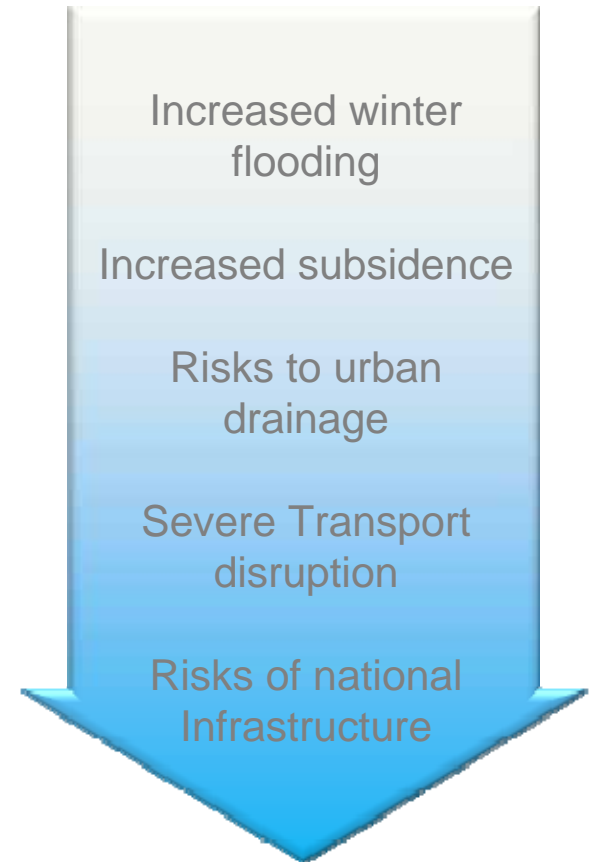 Increased winter
flooding
Increased subsidence
Risks to urban
drainage
Severe Transport
disruption
Risks of national
Infrastructure